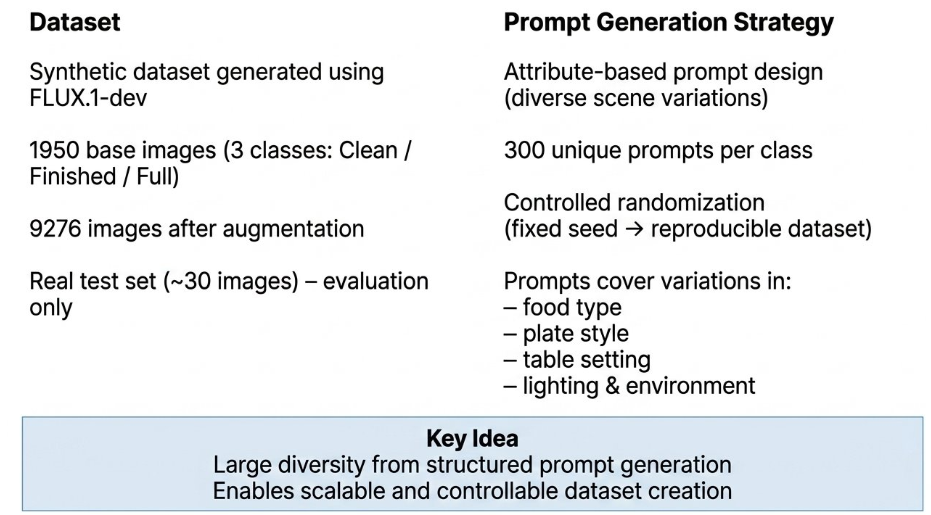 Dataset
Synthetic dataset generated using
FLUX.1-dev
1950 base images (3 classes: Clean /
Finished / Full)
9276 images after augmentation
Real test set (~30 images) – evaluation
only
Prompt Generation Strategy
Attribute-based prompt design
(diverse scene variations)
300 unique prompts per class
Controlled randomization
(fixed seed → reproducible dataset)
Prompts cover variations in:
– food type
– plate style
– table setting
– lighting & environment
Key Idea
Large diversity from structured prompt generation
Enables scalable and controllable dataset creation